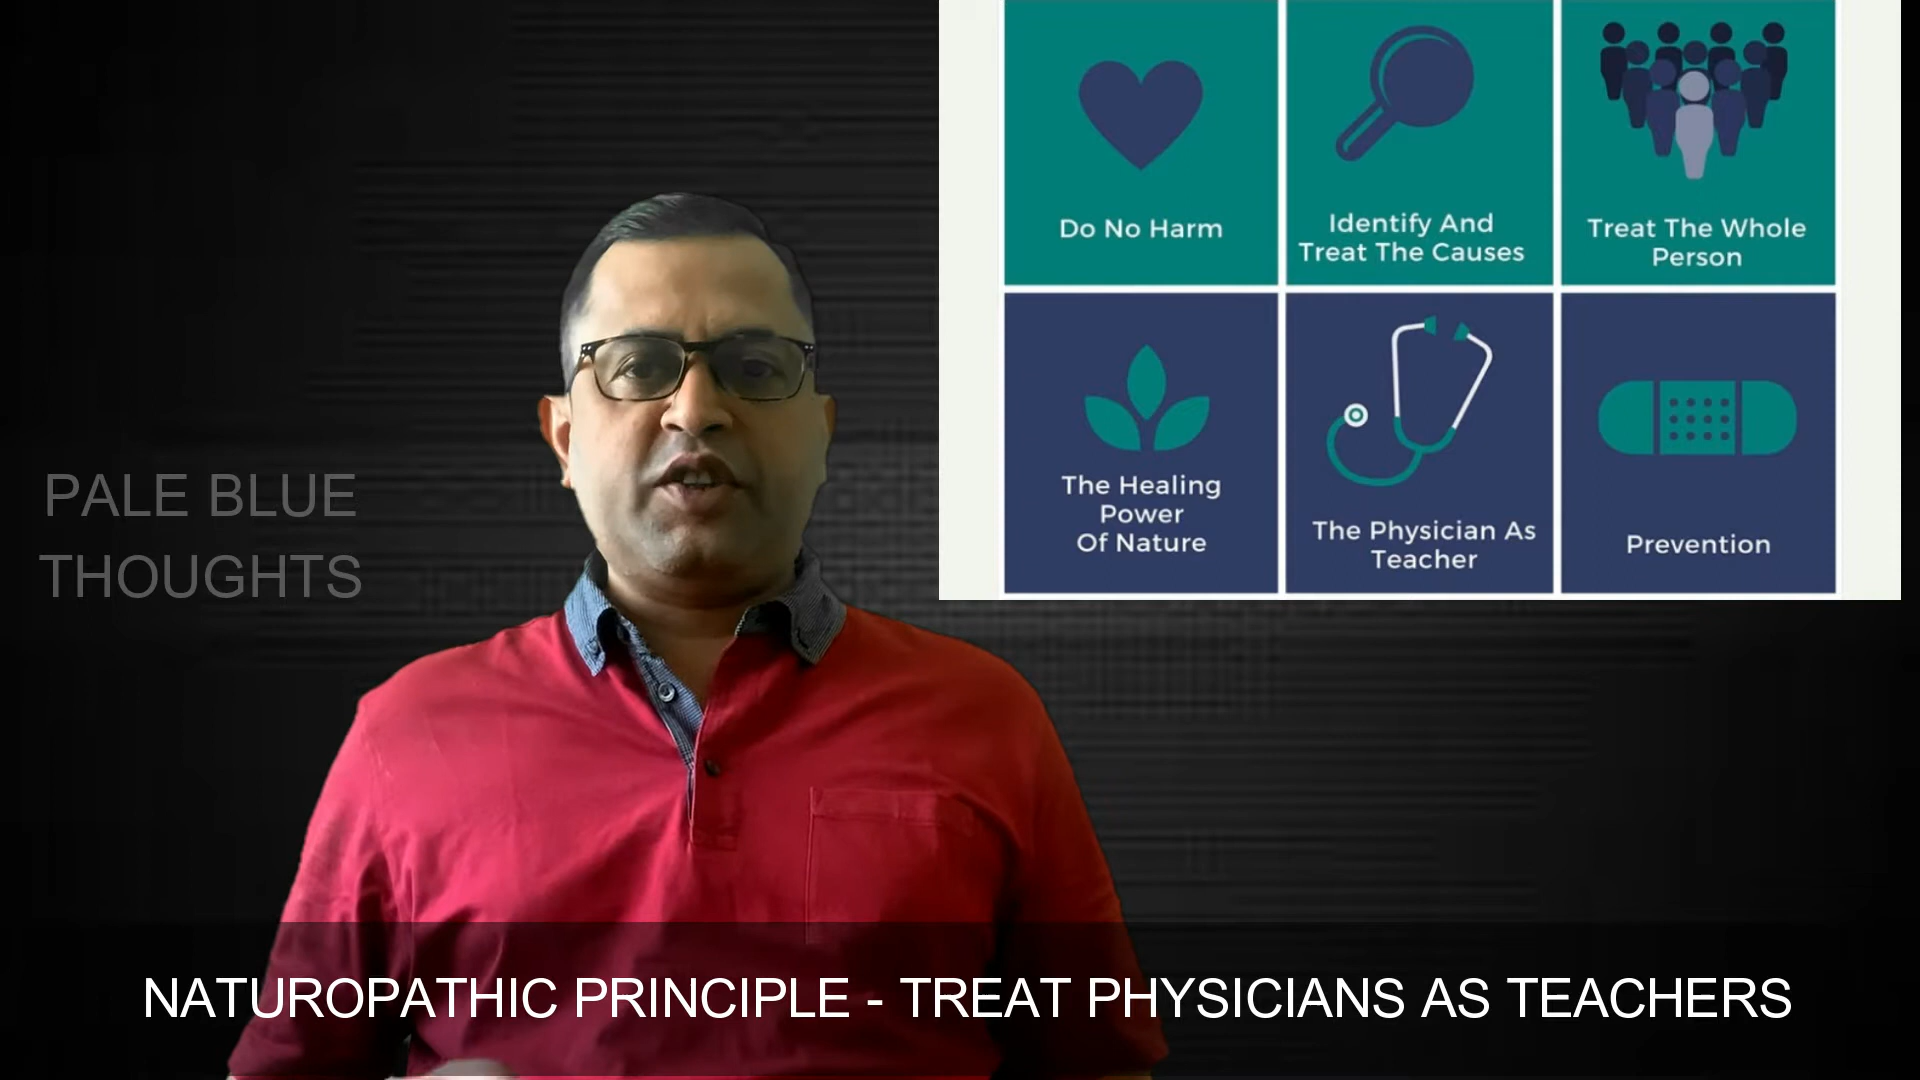 Do No Harm
Identify And
Treat The Causes
Treat The Whole
Person
The Healing
Power
Of Nature
The Physician As
Teacher
Prevention
PALE BLUE
THOUGHTS
NATUROPATHIC PRINCIPLE - TREAT PHYSICIANS AS TEACHERS